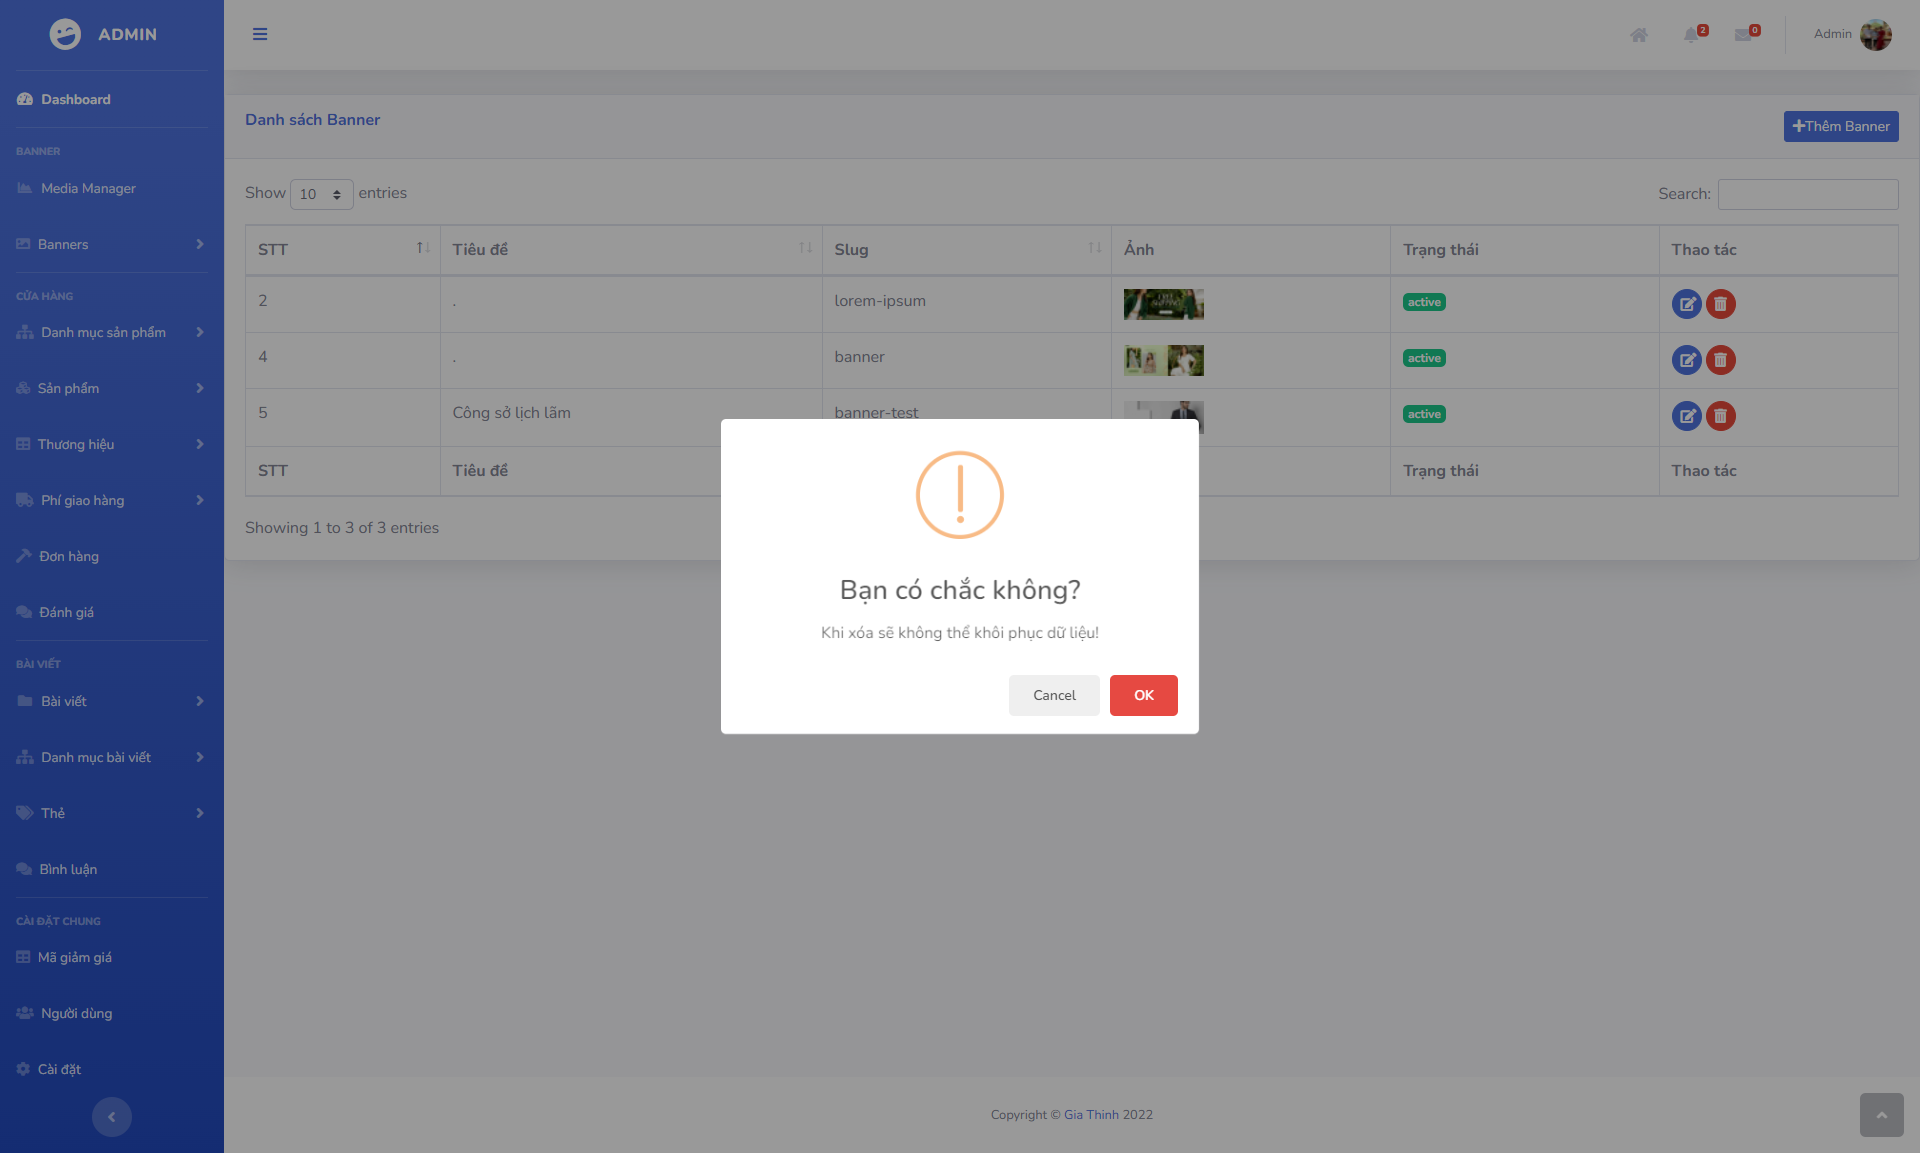 ADMIN
Dashboard
BANNER
Media Manager
Banners
CỬA HÀNG
Danh mục sản phẩm
Sản phẩm
Thương hiệu
Phí giao hàng
Đơn hàng
Đánh giá
BÀI VIẾT
Bài viết
Danh mục bài viết
Thẻ
Bình luận
CÀI ĐẶT CHUNG
Mã giảm giá
Người dùng
Cài đặt
2
0
Admin
Danh sách Banner
Thêm Banner
Show 10 entries
Search:
STT Tiêu đề Slug Ảnh Trạng thái Thao tác
2 . lorem-ipsum active
4 . banner active
5 Công sở lịch lãm banner-test active
STT Tiêu đề Trạng thái Thao tác
Showing 1 to 3 of 3 entries
Bạn có chắc không?
Khi xóa sẽ không thể khôi phục dữ liệu!
Cancel OK
Copyright © Gia Thinh 2022